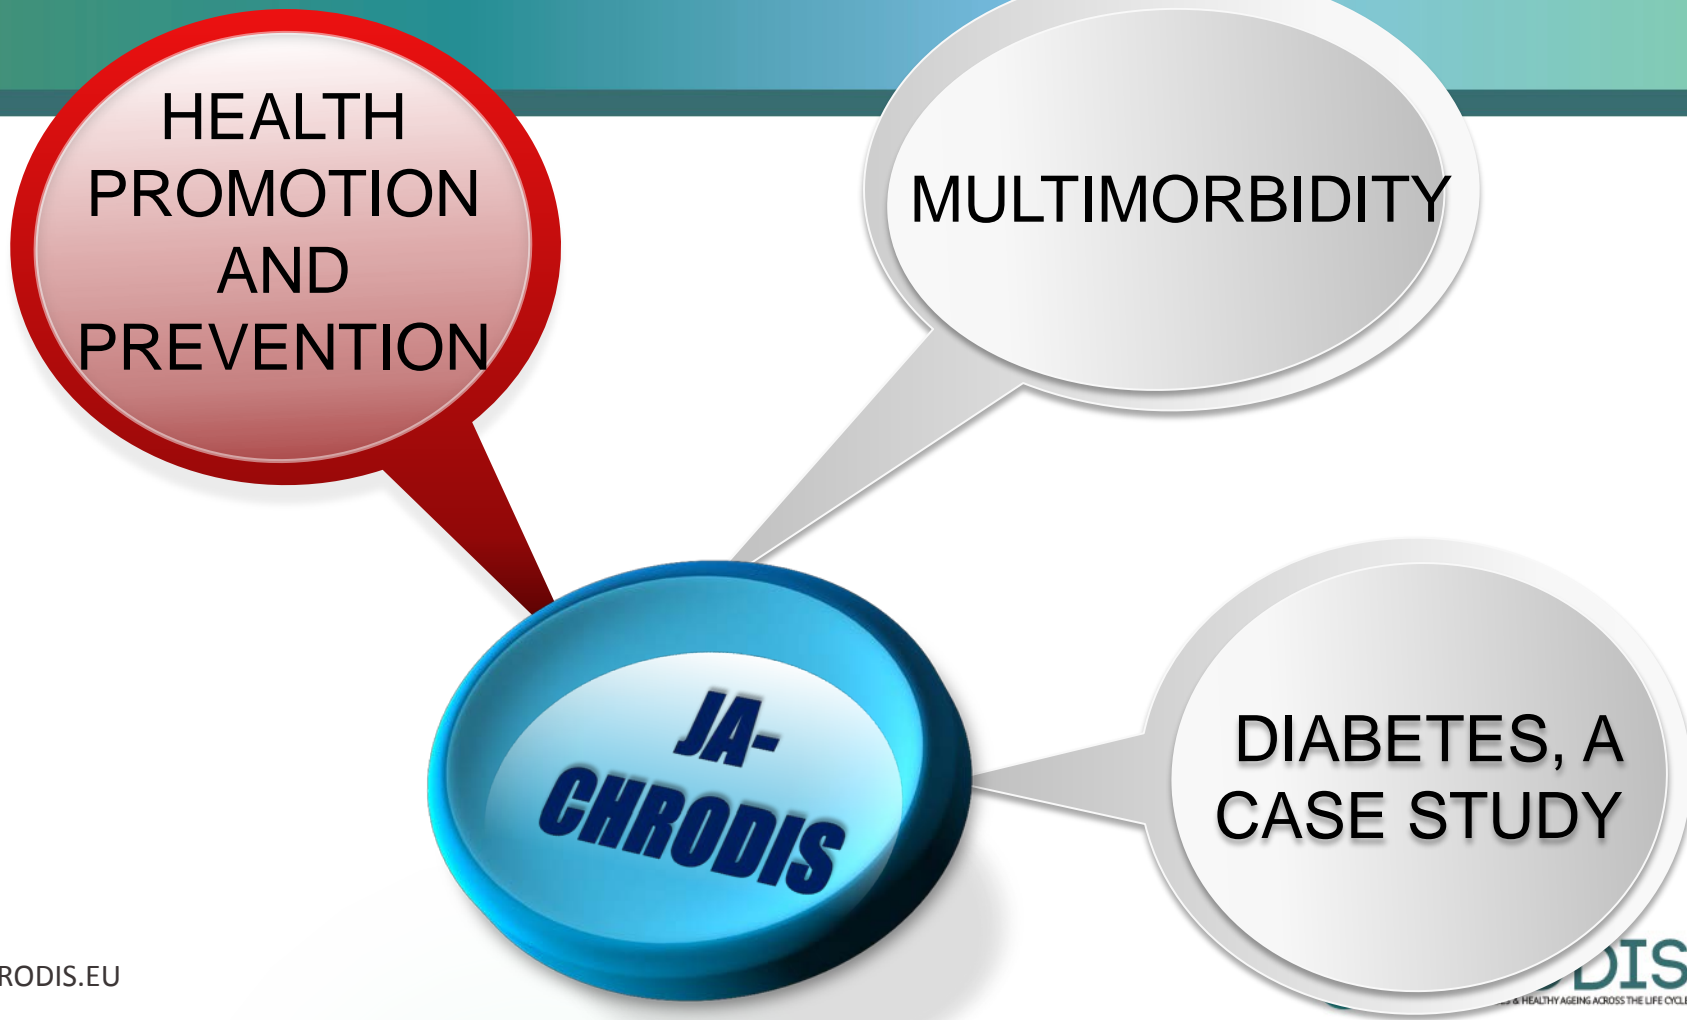 HEALTH
PROMOTION
AND
PREVENTION
MULTIMORBIDITY
JA-
CHRODIS
DIABETES, A
CASE STUDY
RODIS.EU
DIS
& HEALTHY AGEING ACROSS THE LIFE CYCLE